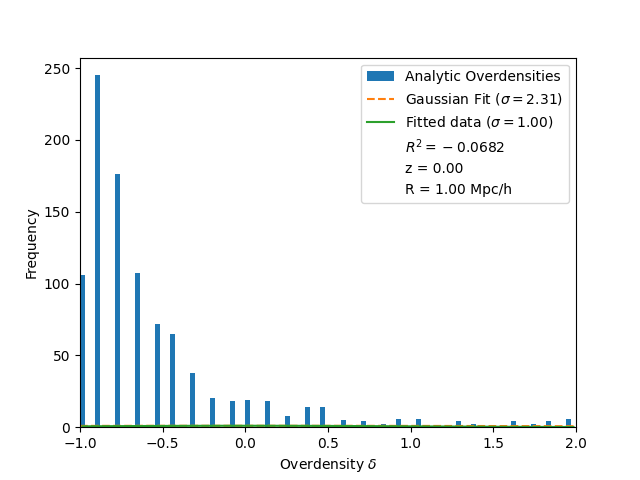 Analytic Overdensities
Gaussian Fit (σ = 2.31)
Fitted data (σ = 1.00)
R² = −0.0682
z = 0.00
R = 1.00 Mpc/h
250
200
150
100
50
0
Frequency
−1.0 −0.5 0.0 0.5 1.0 1.5 2.0
Overdensity δ